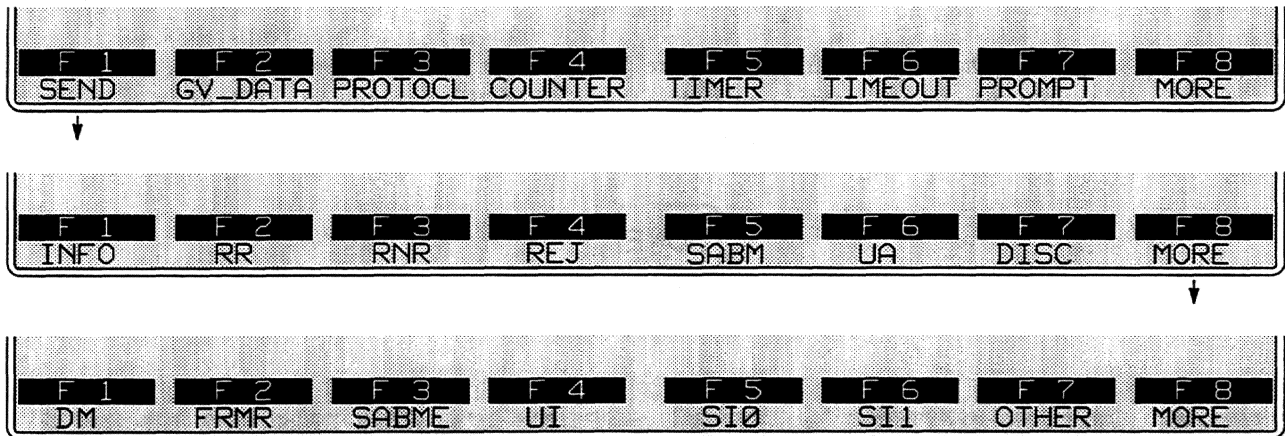 F 1 F 2 F 3 F 4 F 5 F 6 F 7 F 8
SEND GV_DATA PROTOCL COUNTER TIMER TIMEOUT PROMPT MORE
F 1 F 2 F 3 F 4 F 5 F 6 F 7 F 8
INFO RR RNR REJ SABM UA DISC MORE
F 1 F 2 F 3 F 4 F 5 F 6 F 7 F 8
DM FRMR SABME UI SI0 SI1 OTHER MORE